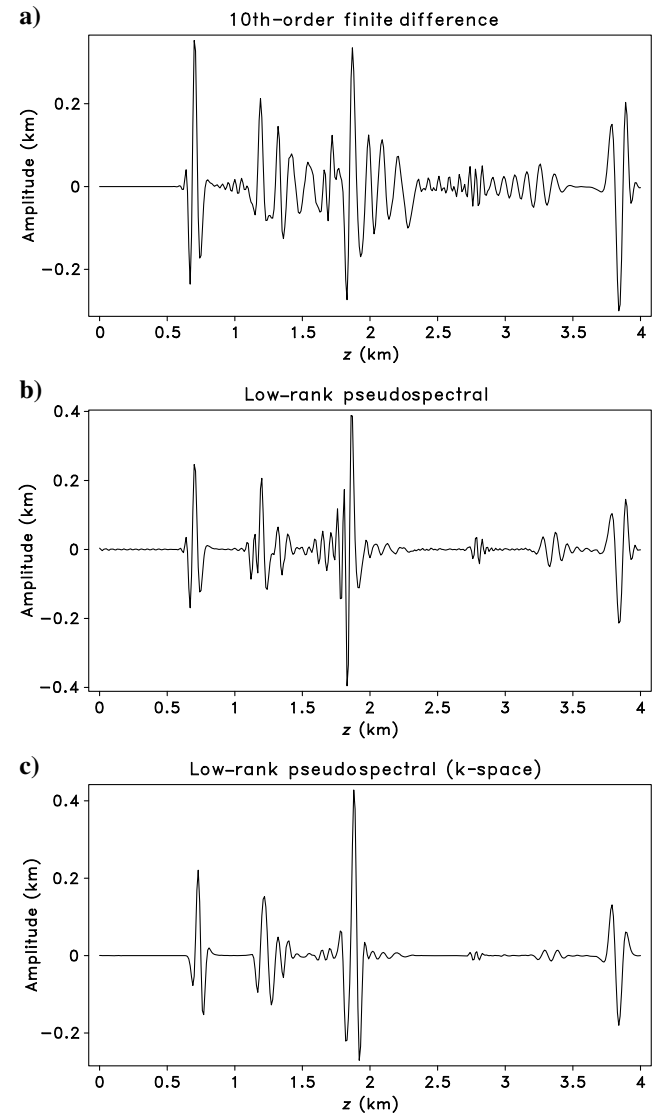 a)
10th-order finite difference
Amplitude (km)
0.2
0
−0.2
0 0.5 1 1.5 2 2.5 3 3.5 4
z (km)
b)
Low-rank pseudospectral
Amplitude (km)
0.4
0.2
0
−0.2
−0.4
0 0.5 1 1.5 2 2.5 3 3.5 4
z (km)
c)
Low-rank pseudospectral (k-space)
Amplitude (km)
0.4
0.2
0
−0.2
0 0.5 1 1.5 2 2.5 3 3.5 4
z (km)